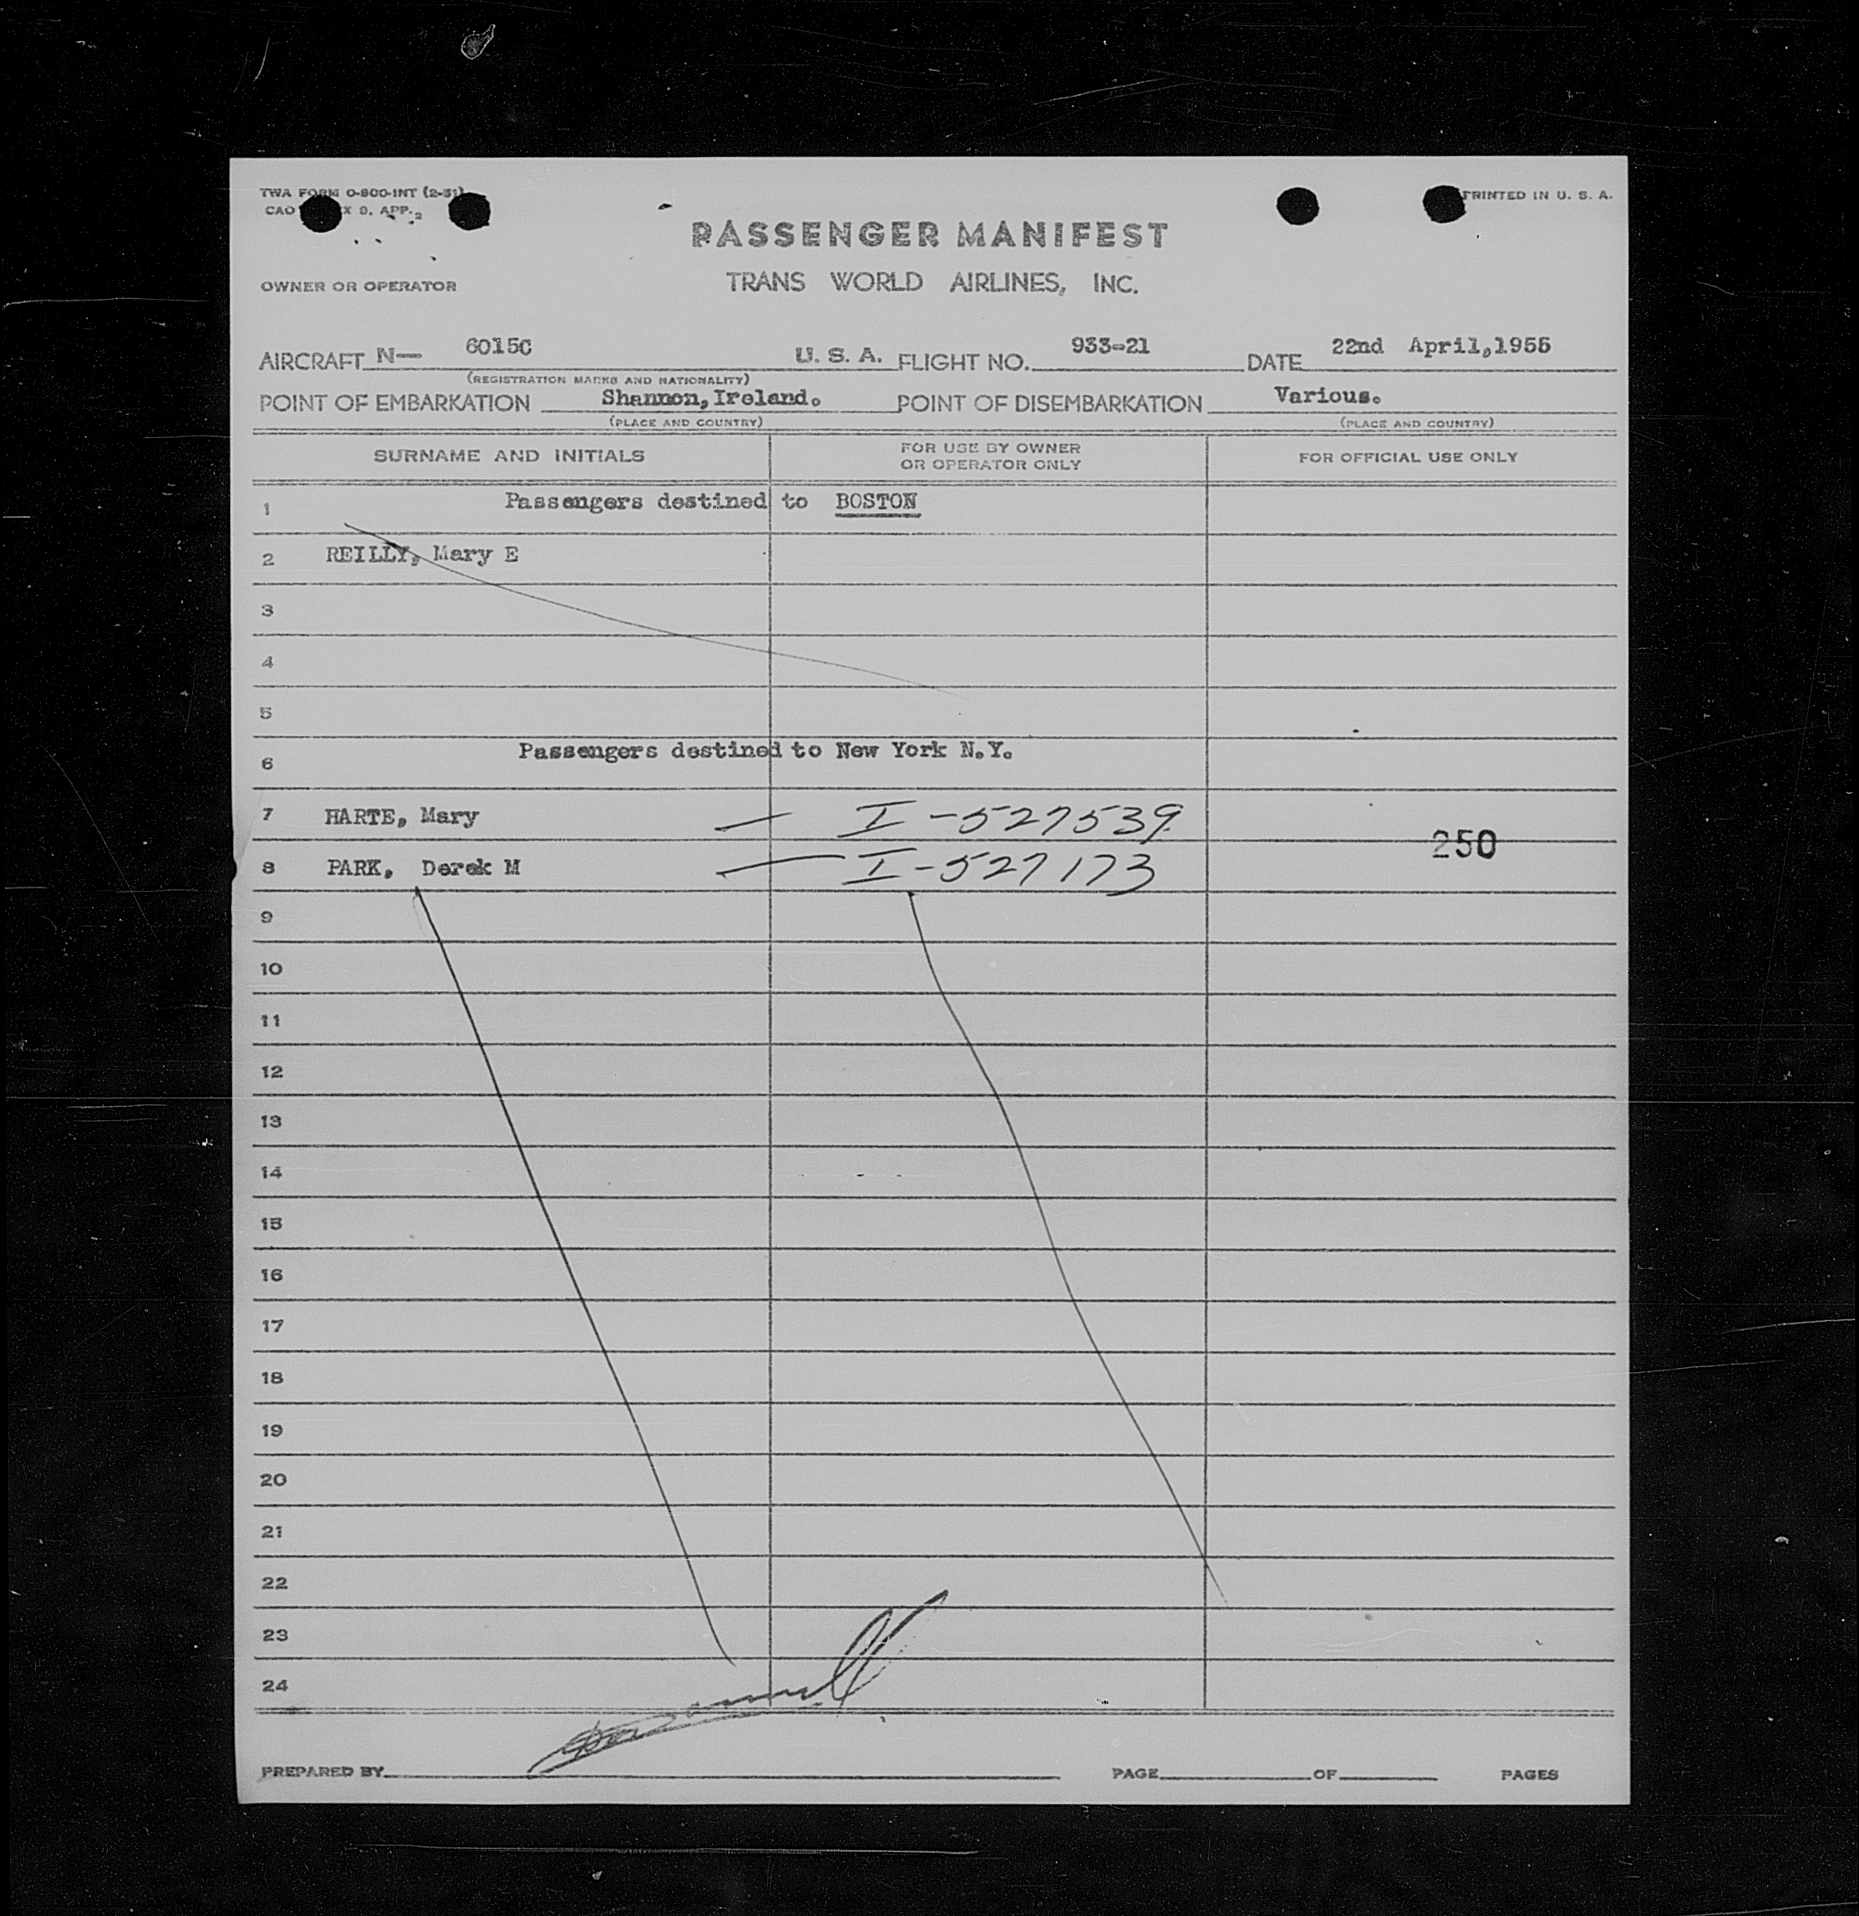 TWA FORM O-800-INT (2-51)
PRINTED IN U. S. A.
CAO X 9, APP. 2
PASSENGER MANIFEST
OWNER OR OPERATOR TRANS WORLD AIRLINES, INC.
AIRCRAFT N— 6015C U. S. A. FLIGHT NO. 933-21 DATE 22nd April,1955
(REGISTRATION MARKS AND NATIONALITY)
POINT OF EMBARKATION Shannon,Ireland. POINT OF DISEMBARKATION Various.
(PLACE AND COUNTRY) (PLACE AND COUNTRY)
SURNAME AND INITIALS FOR USE BY OWNER OR OPERATOR ONLY FOR OFFICIAL USE ONLY
1 Passengers destined to BOSTON
2 REILLY, Mary E
3
4
5
6 Passengers destined to New York N.Y.
7 HARTE, Mary — I-527539
250
8 PARK, Derek M — I-527173
9
10
11
12
13
14
15
16
17
18
19
20
21
22
23
24
PREPARED BY PAGE OF PAGES